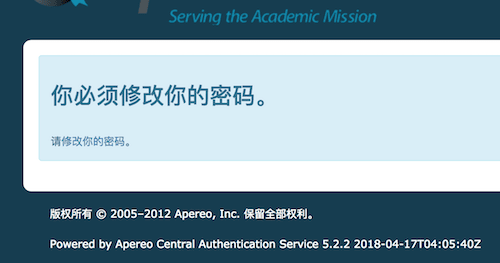 Serving the Academic Mission
你必须修改你的密码。
请修改你的密码。
版权所有 © 2005–2012 Apereo, Inc. 保留全部权利。
Powered by Apereo Central Authentication Service 5.2.2 2018-04-17T04:05:40Z